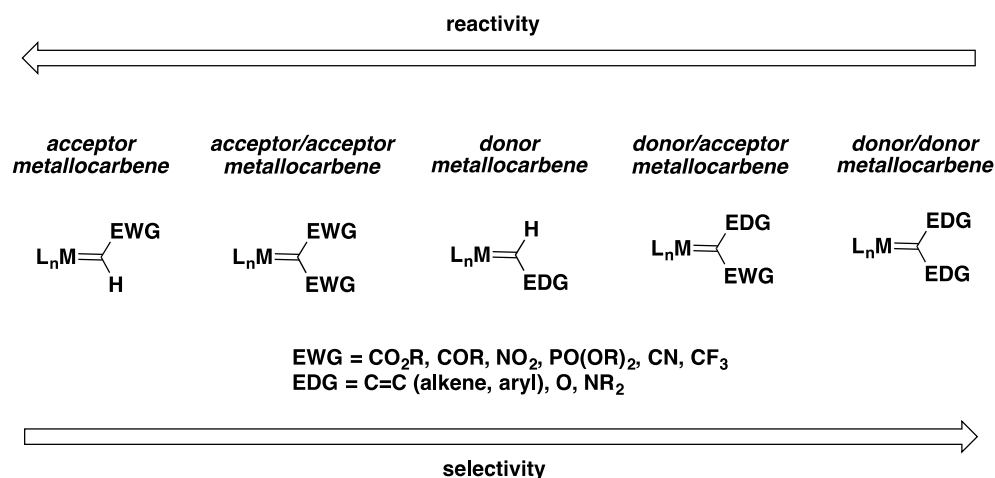 reactivity
acceptor metallocarbene
acceptor/acceptor metallocarbene
donor metallocarbene
donor/acceptor metallocarbene
donor/donor metallocarbene
LₙM EWG H
LₙM EWG EWG
LₙM H EDG
LₙM EDG EWG
LₙM EDG EDG
EWG = CO₂R, COR, NO₂, PO(OR)₂, CN, CF₃
EDG = C=C (alkene, aryl), O, NR₂
selectivity